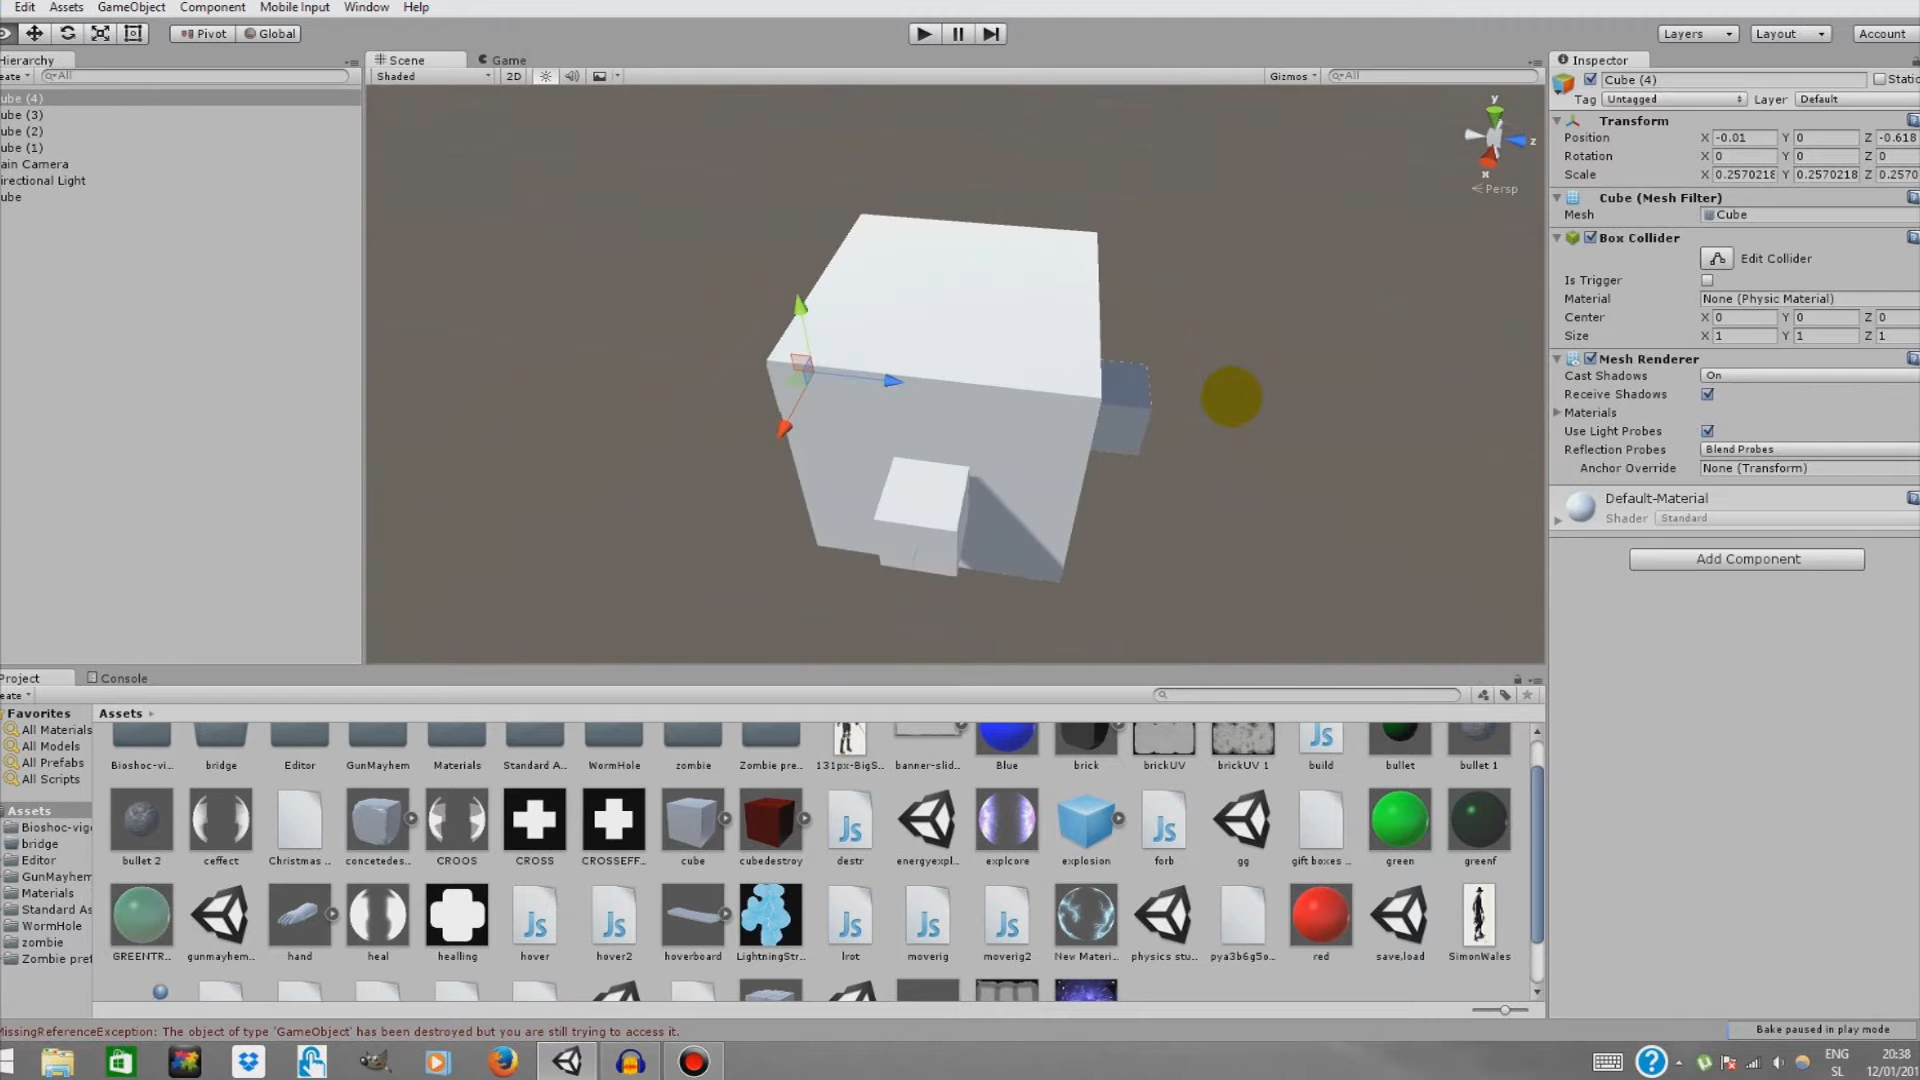 Edit Assets GameObject Component Mobile Input Window Help
Pivot Global Layers Layout Account
Hierarchy Scene Game Inspector
eate All Shaded 2D Gizmos All Cube (4) Static
Tag Untagged Layer Default
ube (4)
ube (3)
ube (2)
ube (1)
ain Camera
irectional Light
ube
y
z
x
Persp
Transform
Position X -0.01 Y 0 Z -0.618
Rotation X 0 Y 0 Z 0
Scale X 0.2570218 Y 0.2570218 Z 0.2570
Cube (Mesh Filter)
Mesh Cube
Box Collider
Edit Collider
Is Trigger
Material None (Physic Material)
Center X 0 Y 0 Z 0
Size X 1 Y 1 Z 1
Mesh Renderer
Cast Shadows On
Receive Shadows
Materials
Use Light Probes
Reflection Probes Blend Probes
Anchor Override None (Transform)
Default-Material
Shader Standard
Add Component
Project Console
eate
Favorites Assets
All Materials
All Models
All Prefabs
All Scripts
Assets
Bioshoc-vig
bridge
Editor
GunMayhem
Materials
Standard As
WormHole
zombie
Zombie pref
Bioshoc-vi... bridge Editor GunMayhem Materials Standard A... WormHole zombie Zombie pre... 131px-BigS... banner-slid... Blue brick brickUV brickUV 1 build bullet bullet 1
bullet 2 ceffect Christmas ... concetedes... CROOS CROSS CROSSEFF... cube cubedestroy destr energyexpl... explcore explosion forb gg gift boxes ... green greenf
GREENTR... gunmayhem... hand heal healling hover hover2 hoverboard LightningStr... lrot moverig moverig2 New Materi... physics stu... pya3b6g5o... red save,load SimonWales
MissingReferenceException: The object of type 'GameObject' has been destroyed but you are still trying to access it.
Bake paused in play mode
ENG 20:38
SL 12/01/201